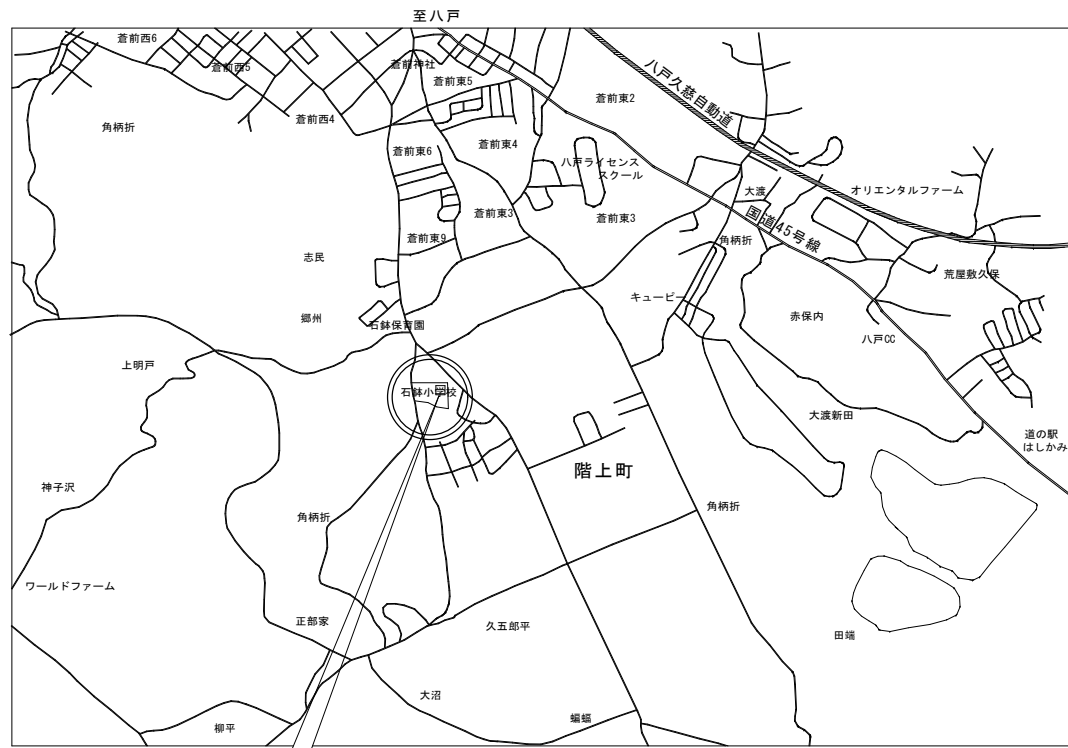 至八戸
蒼前西6
蒼前西5
蒼前神社
蒼前東5
蒼前西4
蒼前東2
八戸久慈自動道
角柄折
蒼前東6
蒼前東4
八戸ライセンス
スクール
大渡
オリエンタルファーム
蒼前東3
蒼前東3
国道45号線
蒼前東9
角柄折
志民
荒屋敷久保
キューピー
郷州
石鉢保育園
赤保内
八戸CC
上明戸
石鉢小学校
大渡新田
道の駅
はしかみ
階上町
神子沢
角柄折
角柄折
ワールドファーム
正部家
久五郎平
田端
大沼
蝙蝠
柳平